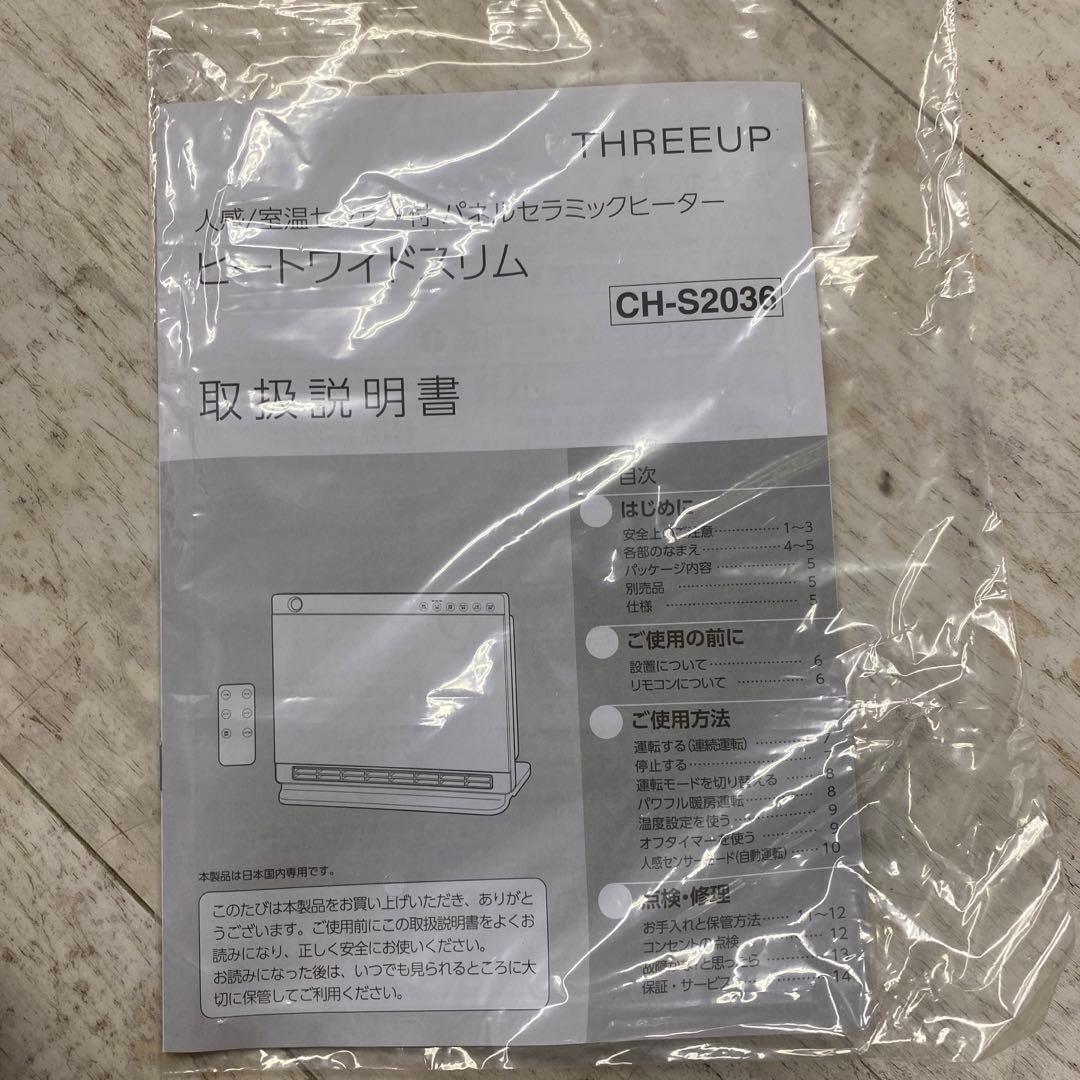 THREEUP
人感/室温センサー付 パネルセラミックヒーター
ヒートワイドスリム
CH-S2036
取扱説明書
目次
はじめに
安全上のご注意 1〜3
各部のなまえ 4〜5
パッケージ内容 5
別売品 5
仕様 5
ご使用の前に
設置について 6
リモコンについて 6
ご使用方法
運転する(連続運転) 7
停止する 7
運転モードを切り替える 8
パワフル暖房運転 8
温度設定を使う 9
オフタイマーを使う 9
人感センサーモード(自動運転) 10
点検・修理
お手入れと保管方法 11〜12
コンセントの点検 12
故障かな?と思ったら 13
保証・サービス 14
本製品は日本国内専用です。
このたびは本製品をお買い上げいただき、ありがと
うございます。ご使用前にこの取扱説明書をよくお
読みになり、正しく安全にお使いください。
お読みになった後は、いつでも見られるところに大
切に保管してご利用ください。